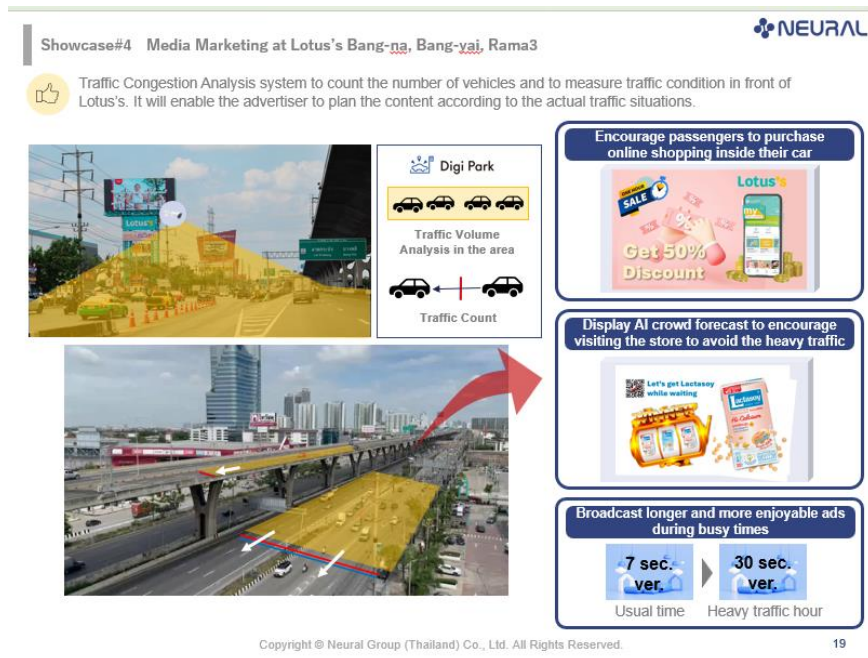 NEURAL
Showcase#4 Media Marketing at Lotus's Bang-na, Bang-yai, Rama3
Traffic Congestion Analysis system to count the number of vehicles and to measure traffic condition in front of
Lotus's. It will enable the advertiser to plan the content according to the actual traffic situations.
Lotus's
Digi Park
Traffic Volume
Analysis in the area
Traffic Count
Encourage passengers to purchase
online shopping inside their car
ONE HOUR
SALE
Lotus's
my
Get 50%
Discount
Display AI crowd forecast to encourage
visiting the store to avoid the heavy traffic
Let's get Lactasoy
while waiting
Lactasoy
Broadcast longer and more enjoyable ads
during busy times
7 sec.
ver.
30 sec.
ver.
Usual time
Heavy traffic hour
Copyright © Neural Group (Thailand) Co., Ltd. All Rights Reserved.
19